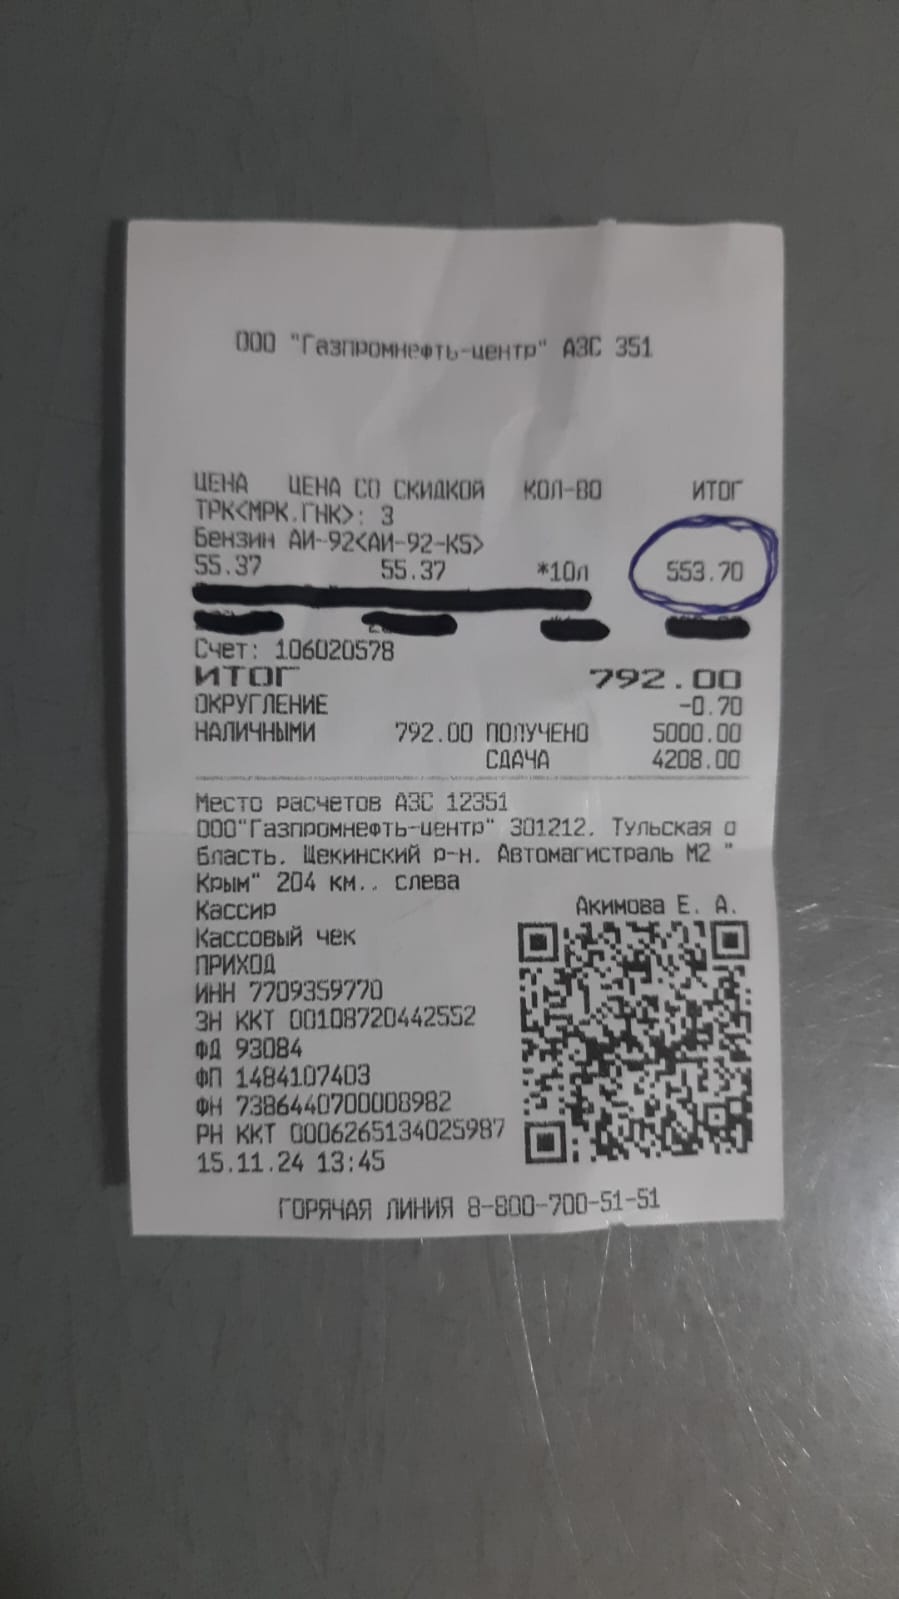 ООО "Газпромнефть-центр" АЗС 351
ЦЕНА ЦЕНА СО СКИДКОЙ КОЛ-ВО ИТОГ
ТРК<МРК.ГНК>: 3
Бензин АИ-92<АИ-92-К5>
55.37 55.37 *10л 553.70
Счет: 106020578
ИТОГ 792.00
ОКРУГЛЕНИЕ -0.70
НАЛИЧНЫМИ 792.00 ПОЛУЧЕНО 5000.00
СДАЧА 4208.00
Место расчетов АЗС 12351
ООО"Газпромнефть-центр" 301212. Тульская о
бласть. Щекинский р-н. Автомагистраль М2 "
Крым" 204 км.. слева
Кассир Акимова Е. А.
Кассовый чек
ПРИХОД
ИНН 7709359770
ЗН ККТ 00108720442552
ФД 93084
ФП 1484107403
ФН 7386440700008982
РН ККТ 0006265134025987
15.11.24 13:45
ГОРЯЧАЯ ЛИНИЯ 8-800-700-51-51